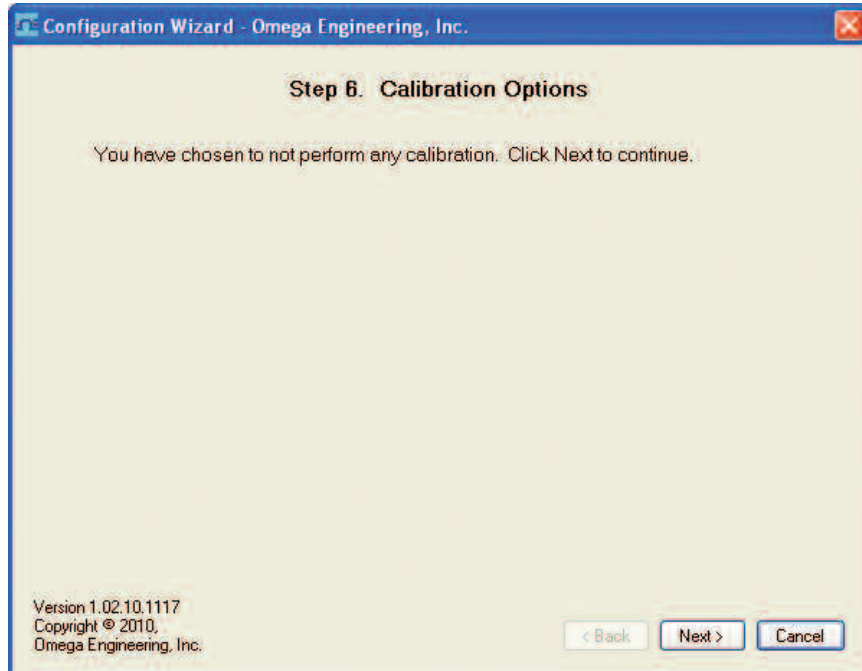 Configuration Wizard - Omega Engineering, Inc.
Step 6. Calibration Options
You have chosen to not perform any calibration. Click Next to continue.
Version 1.02.10.1117
Copyright © 2010,
Omega Engineering, Inc.
< Back
Next >
Cancel